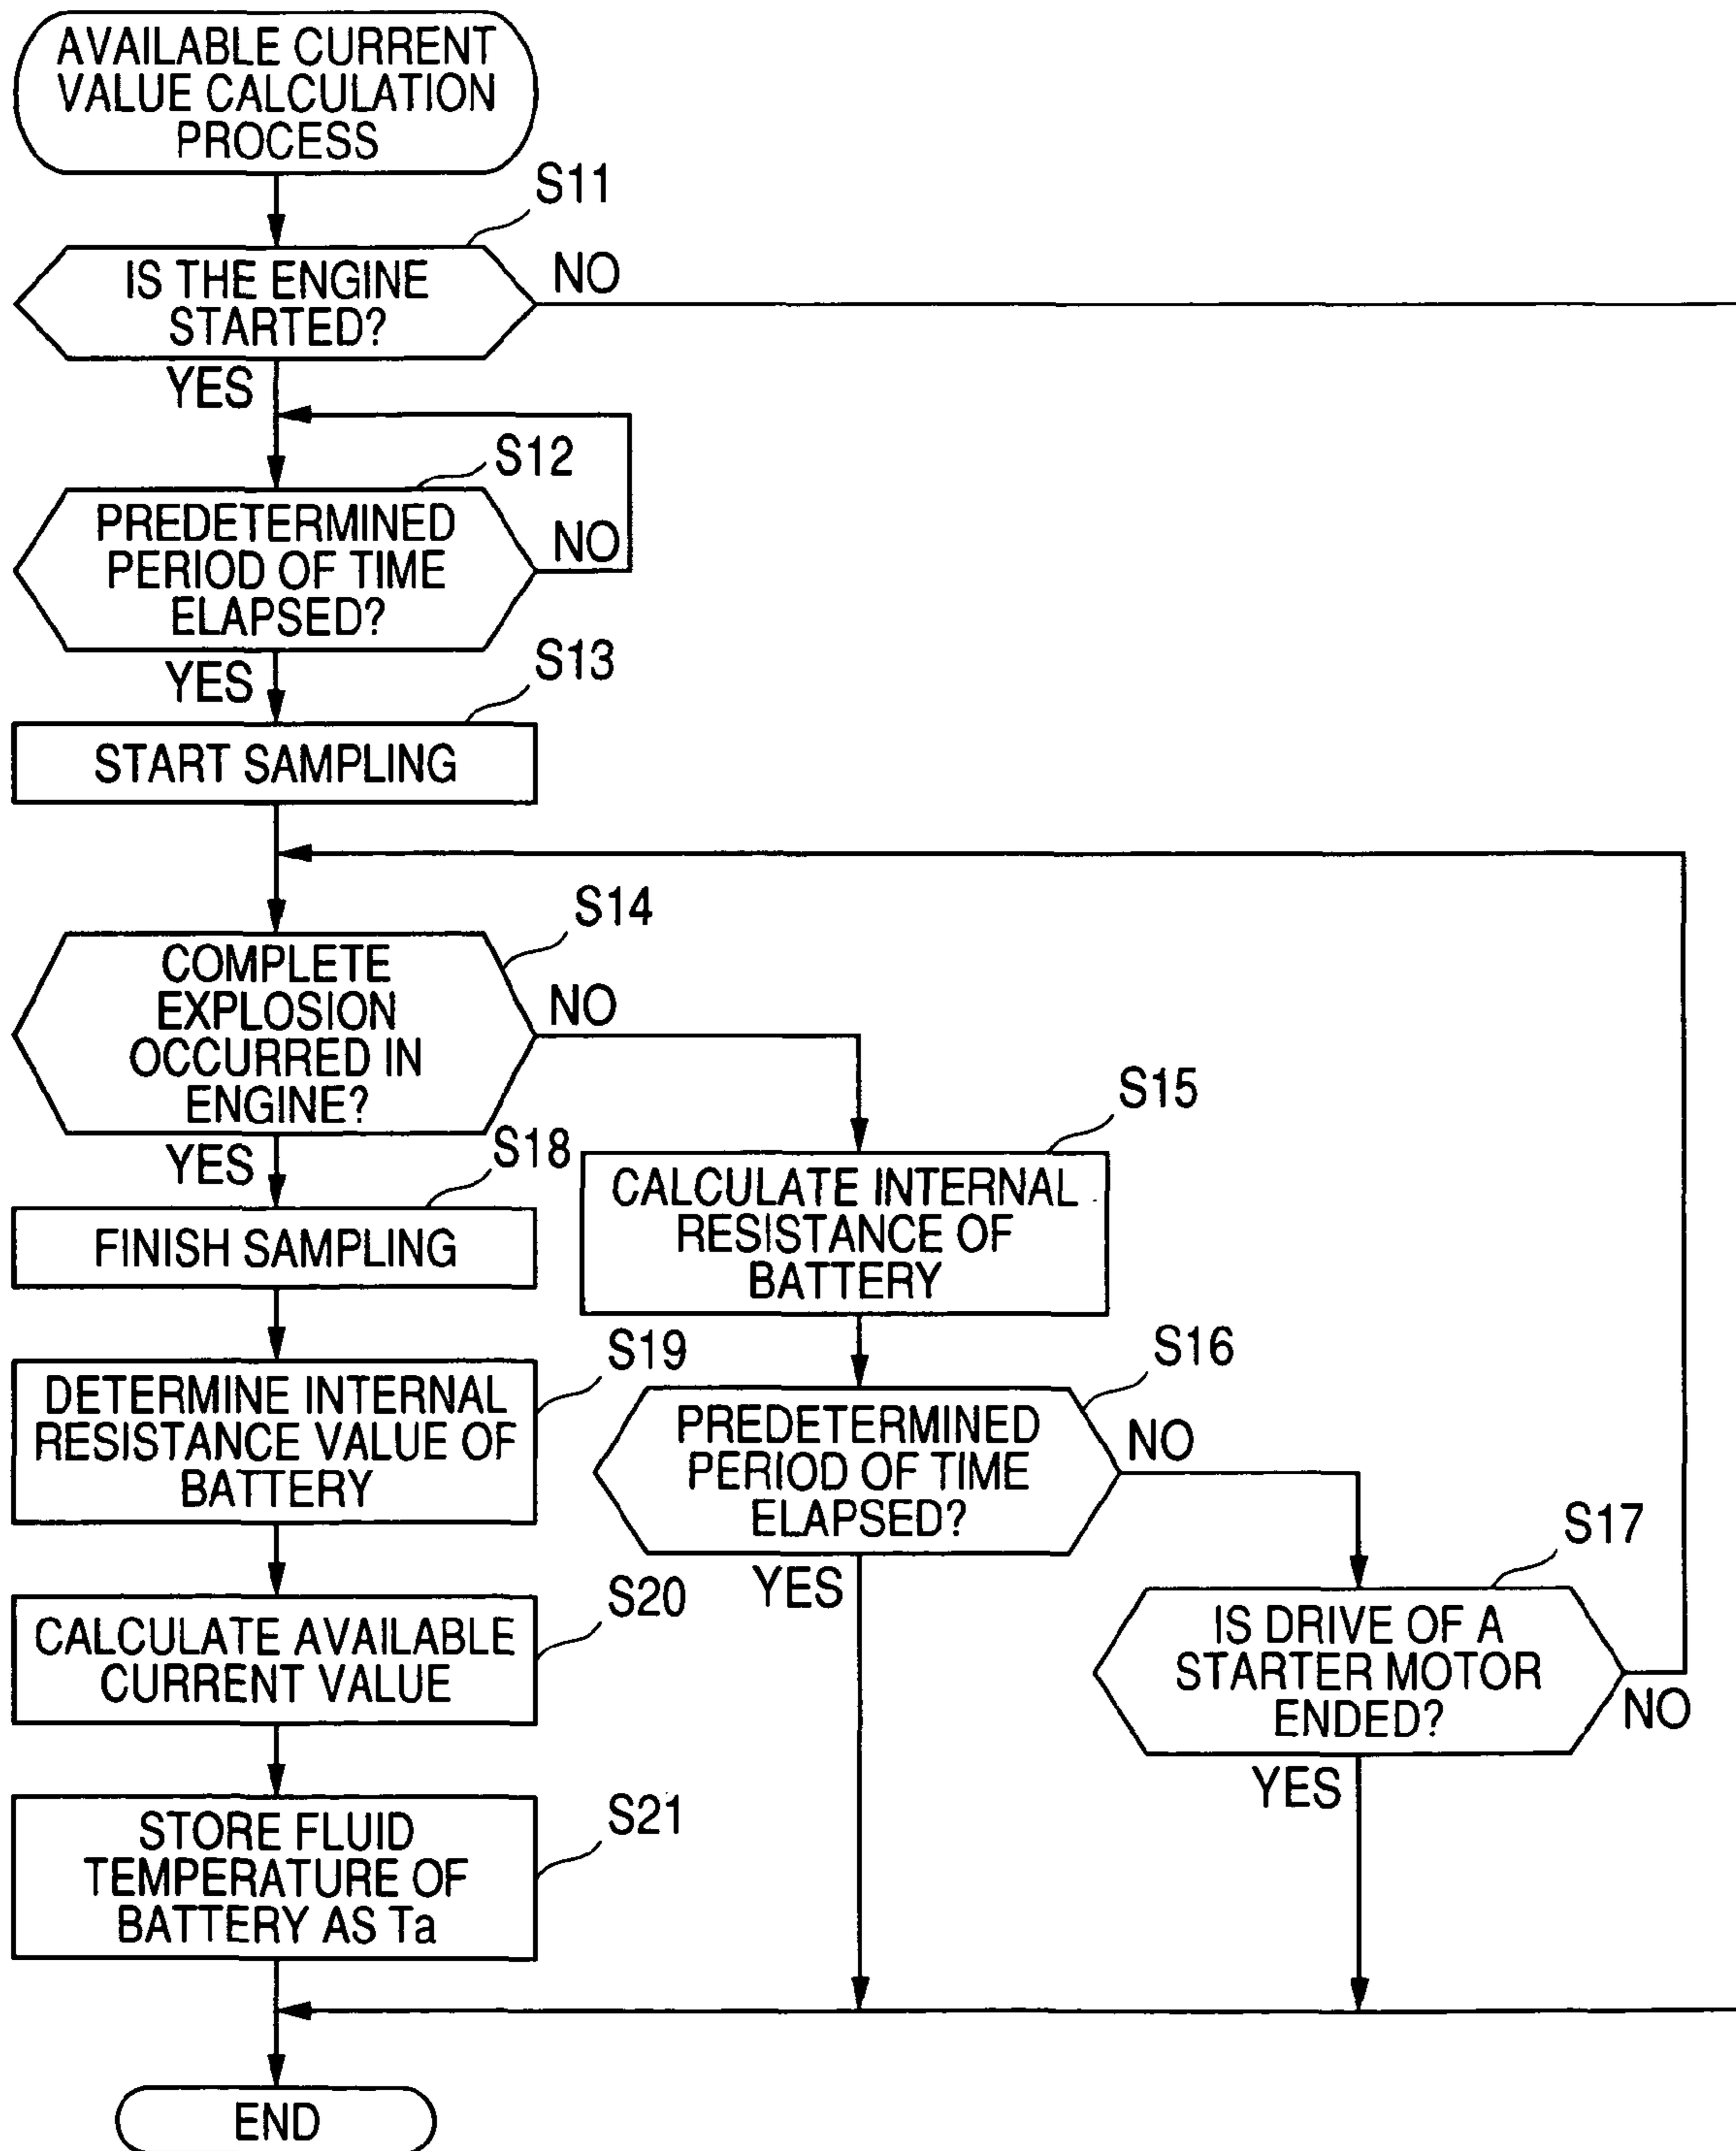 AVAILABLE CURRENT
VALUE CALCULATION
PROCESS
S11
IS THE ENGINE
STARTED?
NO
YES
S12
PREDETERMINED
PERIOD OF TIME
ELAPSED?
NO
YES
S13
START SAMPLING
S14
COMPLETE
EXPLOSION
OCCURRED IN
ENGINE?
NO
YES
S15
CALCULATE INTERNAL
RESISTANCE OF
BATTERY
S16
PREDETERMINED
PERIOD OF TIME
ELAPSED?
NO
YES
S17
IS DRIVE OF A
STARTER MOTOR
ENDED?
NO
YES
S18
FINISH SAMPLING
S19
DETERMINE INTERNAL
RESISTANCE VALUE OF
BATTERY
S20
CALCULATE AVAILABLE
CURRENT VALUE
S21
STORE FLUID
TEMPERATURE OF
BATTERY AS Ta
END